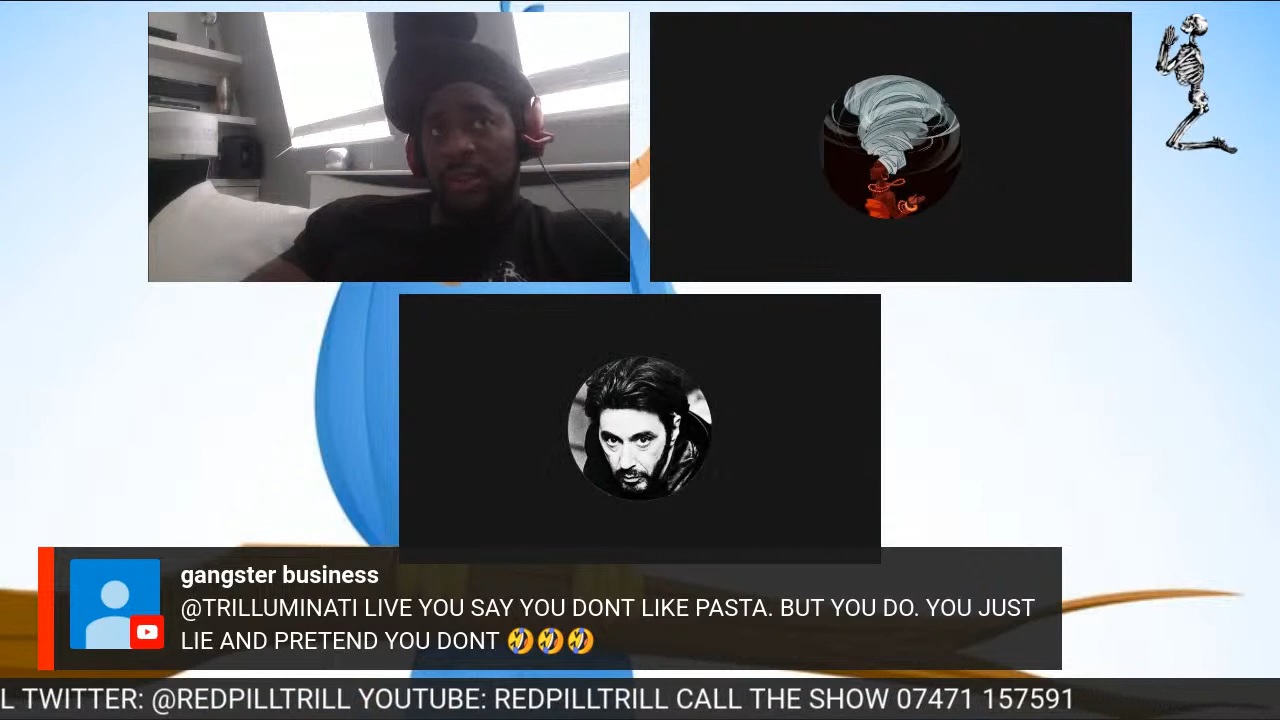 gangster business
@TRILLUMINATI LIVE YOU SAY YOU DONT LIKE PASTA. BUT YOU DO. YOU JUST
LIE AND PRETEND YOU DONT 🤣🤣🤣
L TWITTER: @REDPILLTRILL YOUTUBE: REDPILLTRILL CALL THE SHOW 07471 157591